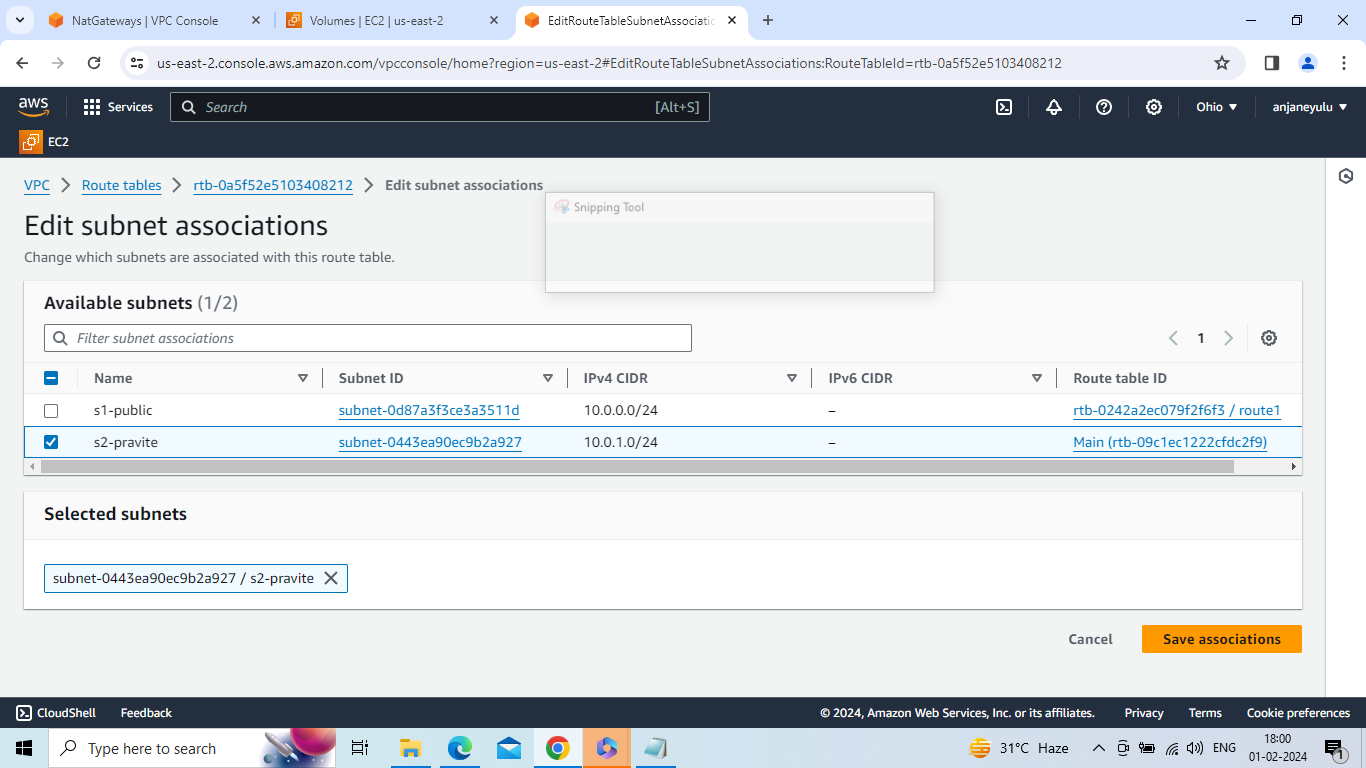 NatGateways | VPC Console
Volumes | EC2 | us-east-2
EditRouteTableSubnetAssociatic
us-east-2.console.aws.amazon.com/vpcconsole/home?region=us-east-2#EditRouteTableSubnetAssociations:RouteTableId=rtb-0a5f52e5103408212
aws Services Search [Alt+S] Ohio anjaneyulu
EC2
VPC Route tables rtb-0a5f52e5103408212 Edit subnet associations
Snipping Tool
Edit subnet associations
Change which subnets are associated with this route table.
Available subnets (1/2)
Filter subnet associations 1
Name Subnet ID IPv4 CIDR IPv6 CIDR Route table ID
s1-public subnet-0d87a3f3ce3a3511d 10.0.0.0/24 – rtb-0242a2ec079f2f6f3 / route1
s2-pravite subnet-0443ea90ec9b2a927 10.0.1.0/24 – Main (rtb-09c1ec1222cfdc2f9)
Selected subnets
subnet-0443ea90ec9b2a927 / s2-pravite
Cancel Save associations
CloudShell Feedback © 2024, Amazon Web Services, Inc. or its affiliates. Privacy Terms Cookie preferences
Type here to search 31°C Haze ENG 18:00
01-02-2024 1